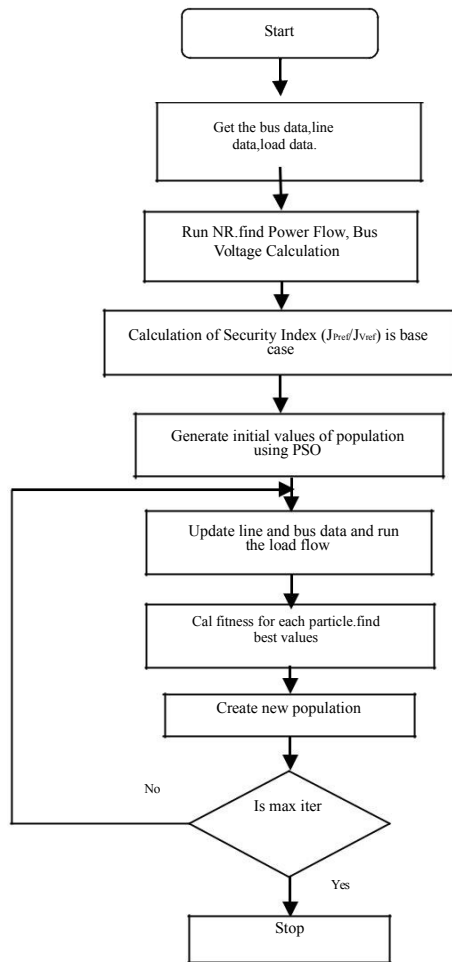 Start
Get the bus data,line
data,load data.
Run NR.find Power Flow, Bus
Voltage Calculation
Calculation of Security Index (JPref/JVref) is base
case
Generate initial values of population
using PSO
Update line and bus data and run
the load flow
Cal fitness for each particle.find
best values
Create new population
Is max iter
No
Yes
Stop